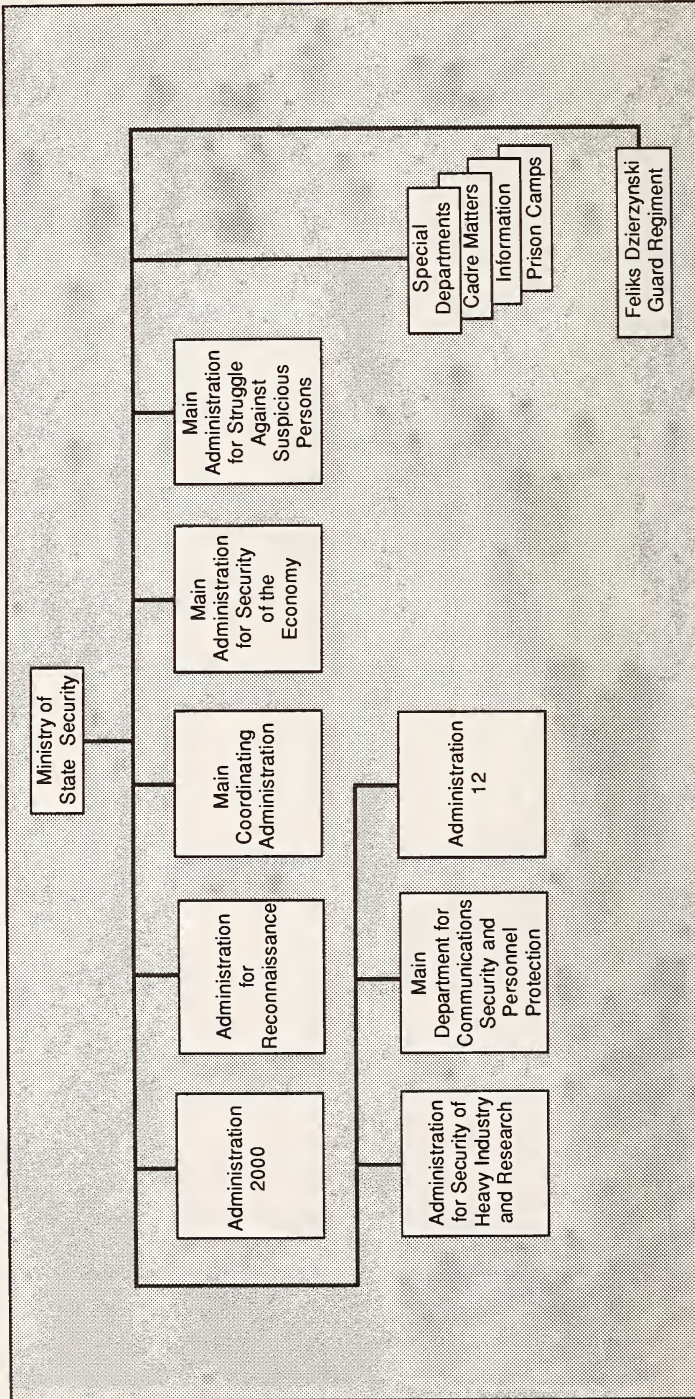 Ministry of
State Security
Administration
2000
Administration
for
Reconnaissance
Main
Coordinating
Administration
Main
Administration
for Security
of the
Economy
Main
Administration
for Struggle
Against
Suspicious
Persons
Administration
for Security of
Heavy Industry
and Research
Main
Department for
Communications
Security and
Personnel
Protection
Administration
12
Special
Departments
Cadre Matters
Information
Prison Camps
Feliks Dzierzynski
Guard Regiment